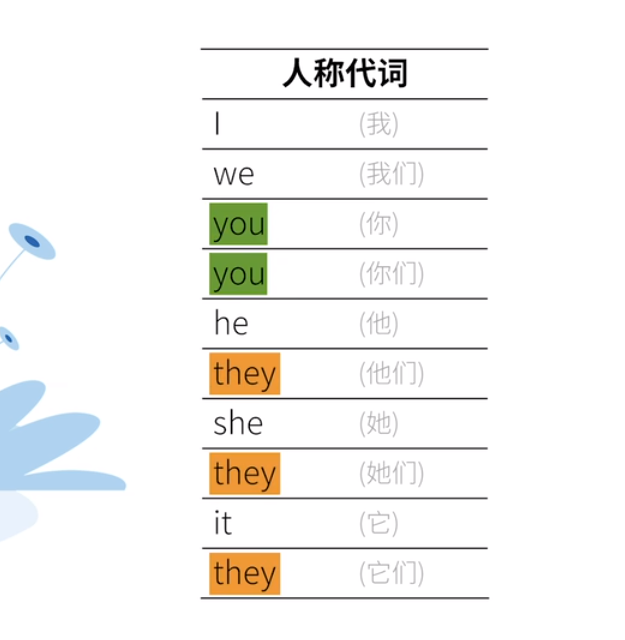 人称代词
I (我)
we (我们)
you (你)
you (你们)
he (他)
they (他们)
she (她)
they (她们)
it (它)
they (它们)